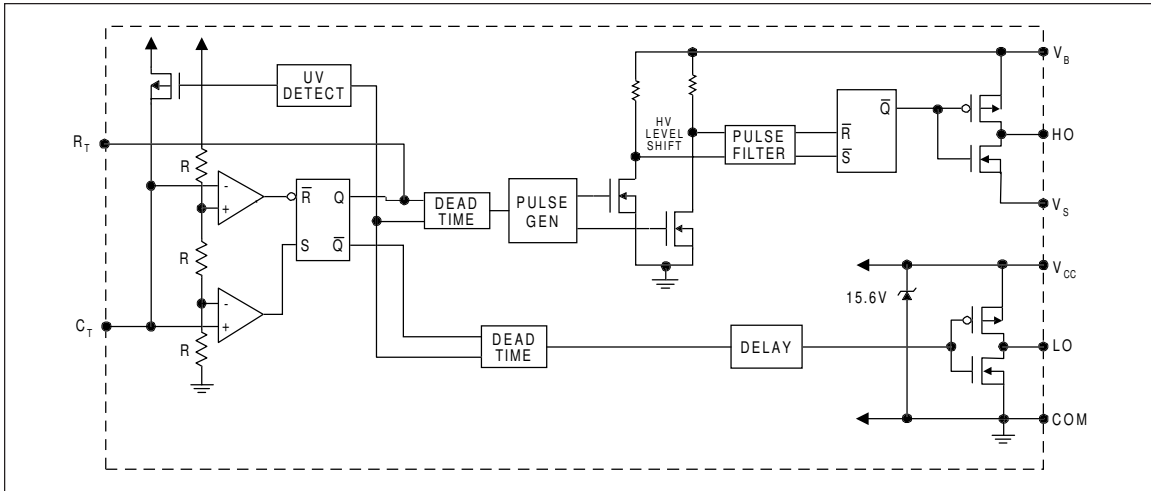 V_B
UV
DETECT
HV
LEVEL
SHIFT
PULSE
FILTER
Q̅
R̅
S̅
HO
R_T
R
-
+
R̅ Q
S Q̅
DEAD
TIME
PULSE
GEN
V_S
R
-
+
V_CC
15.6V
C_T
R
DEAD
TIME
DELAY
LO
COM